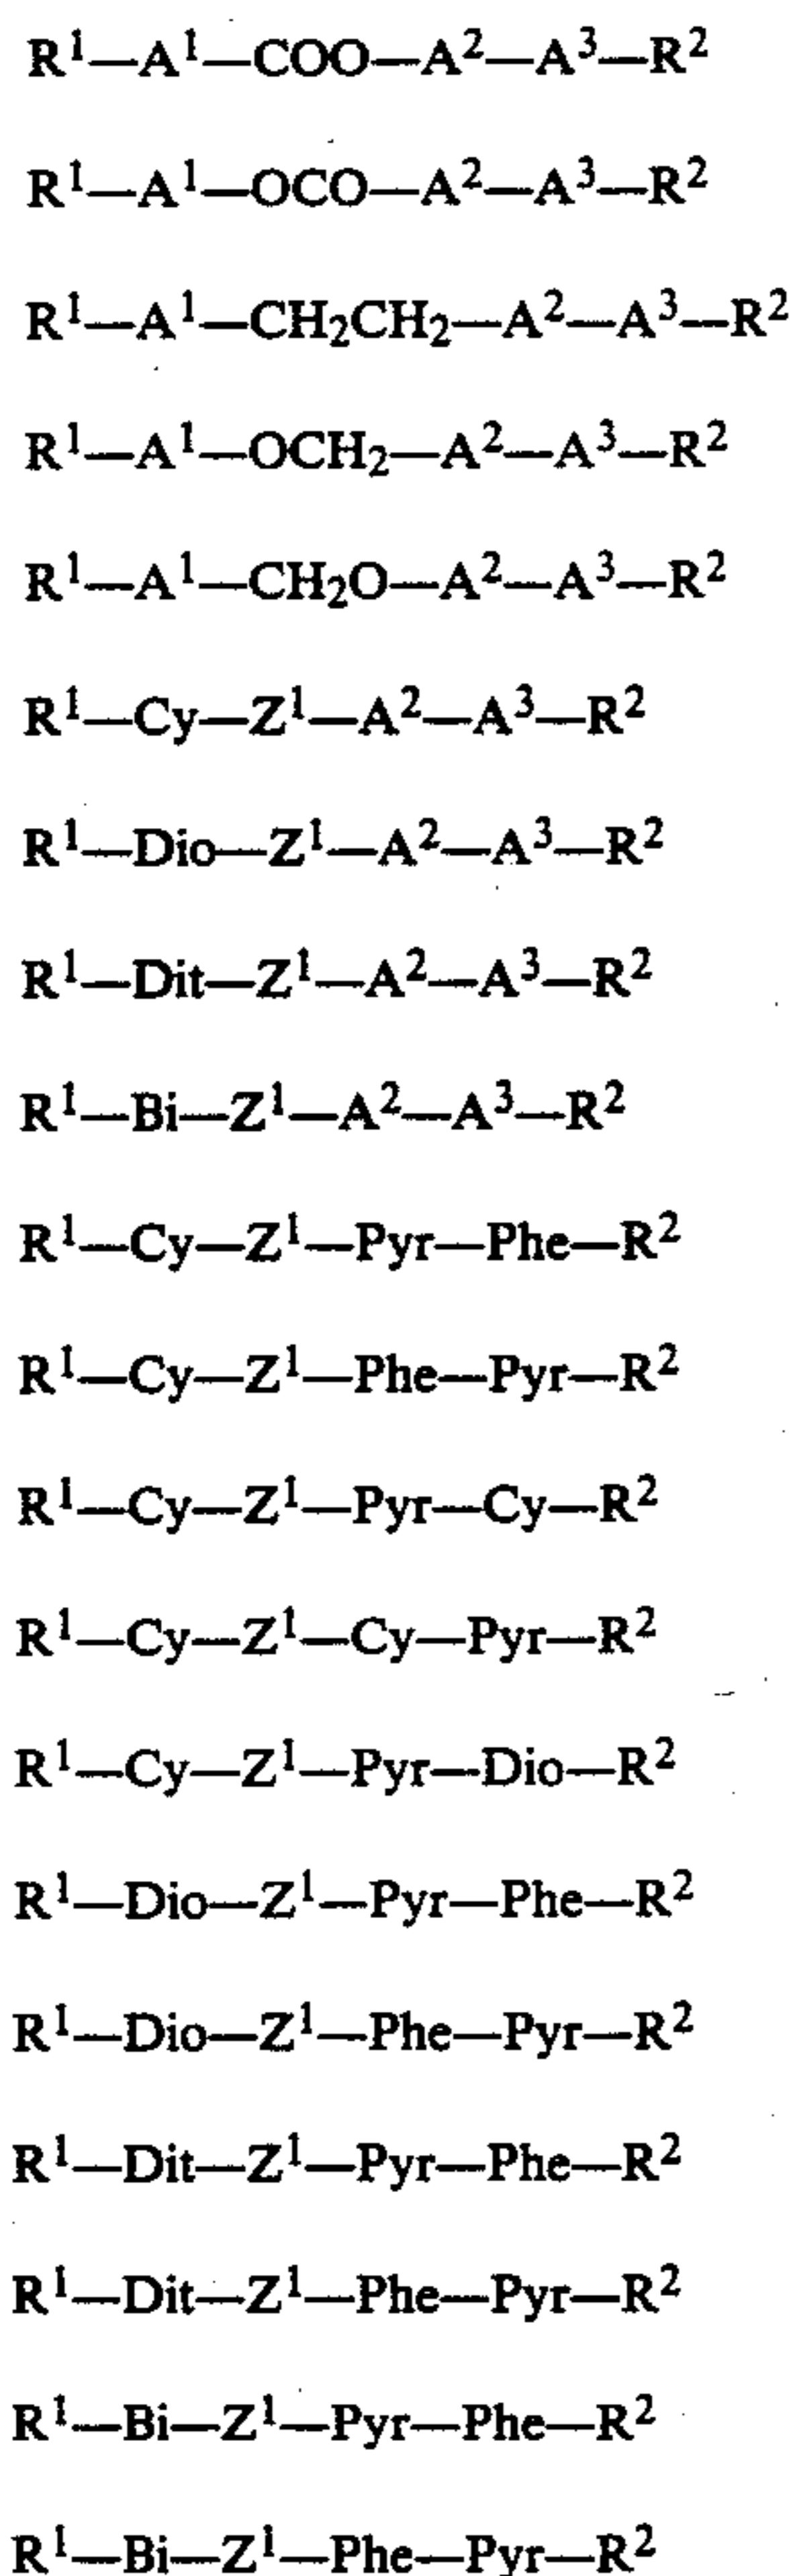 R¹—A¹—COO—A²—A³—R²
R¹—A¹—OCO—A²—A³—R²
R¹—A¹—CH₂CH₂—A²—A³—R²
R¹—A¹—OCH₂—A²—A³—R²
R¹—A¹—CH₂O—A²—A³—R²
R¹—Cy—Z¹—A²—A³—R²
R¹—Dio—Z¹—A²—A³—R²
R¹—Dit—Z¹—A²—A³—R²
R¹—Bi—Z¹—A²—A³—R²
R¹—Cy—Z¹—Pyr—Phe—R²
R¹—Cy—Z¹—Phe—Pyr—R²
R¹—Cy—Z¹—Pyr—Cy—R²
R¹—Cy—Z¹—Cy—Pyr—R²
R¹—Cy—Z¹—Pyr—Dio—R²
R¹—Dio—Z¹—Pyr—Phe—R²
R¹—Dio—Z¹—Phe—Pyr—R²
R¹—Dit—Z¹—Pyr—Phe—R²
R¹—Dit—Z¹—Phe—Pyr—R²
R¹—Bi—Z¹—Pyr—Phe—R²
R¹—Bi—Z¹—Phe—Pyr—R²